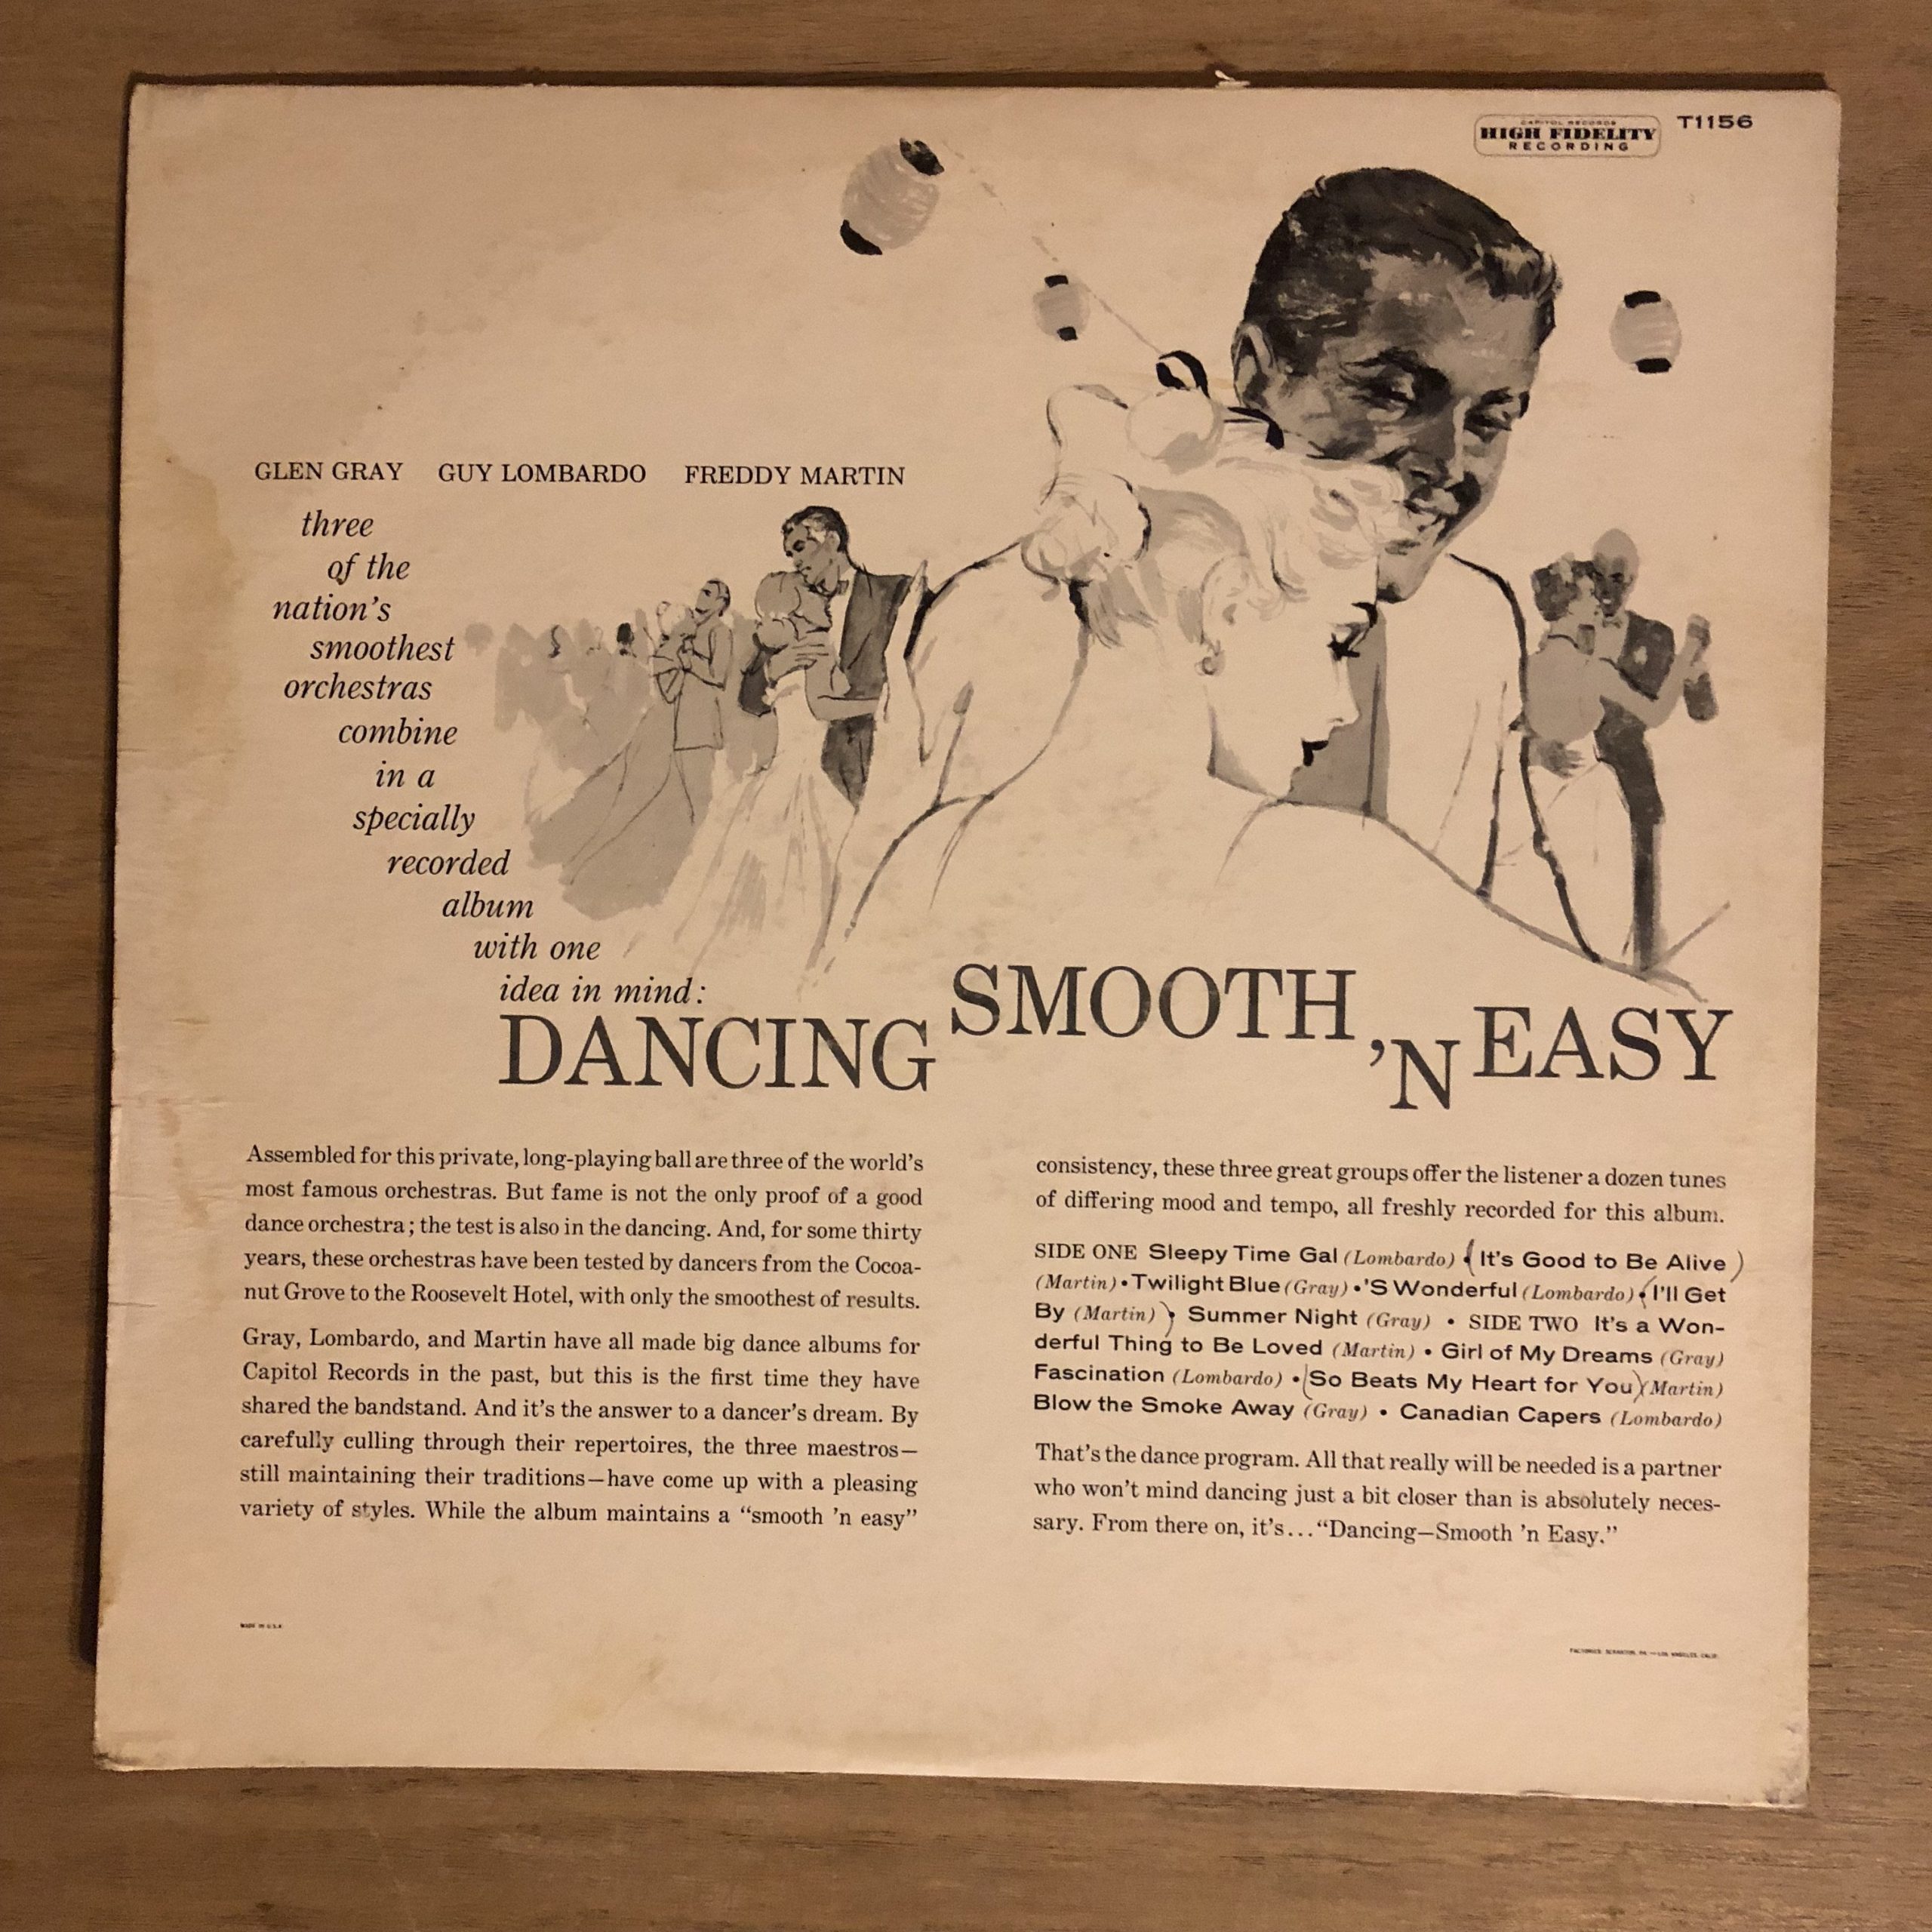 CAPITOL RECORDS
HIGH FIDELITY
RECORDING
T1156
GLEN GRAY GUY LOMBARDO FREDDY MARTIN
three
of the
nation's
smoothest
orchestras
combine
in a
specially
recorded
album
with one
idea in mind:
DANCING SMOOTH 'N EASY
Assembled for this private, long-playing ball are three of the world's
most famous orchestras. But fame is not the only proof of a good
dance orchestra; the test is also in the dancing. And, for some thirty
years, these orchestras have been tested by dancers from the Cocoa-
nut Grove to the Roosevelt Hotel, with only the smoothest of results.
Gray, Lombardo, and Martin have all made big dance albums for
Capitol Records in the past, but this is the first time they have
shared the bandstand. And it's the answer to a dancer's dream. By
carefully culling through their repertoires, the three maestros—
still maintaining their traditions—have come up with a pleasing
variety of styles. While the album maintains a “smooth 'n easy”
consistency, these three great groups offer the listener a dozen tunes
of differing mood and tempo, all freshly recorded for this album.
SIDE ONE Sleepy Time Gal (Lombardo) • (It's Good to Be Alive)
(Martin) • Twilight Blue (Gray) • 'S Wonderful (Lombardo) • (I'll Get
By (Martin)) • Summer Night (Gray) • SIDE TWO It's a Won-
derful Thing to Be Loved (Martin) • Girl of My Dreams (Gray)
Fascination (Lombardo) • (So Beats My Heart for You) (Martin)
Blow the Smoke Away (Gray) • Canadian Capers (Lombardo)
That's the dance program. All that really will be needed is a partner
who won't mind dancing just a bit closer than is absolutely neces-
sary. From there on, it's...“Dancing—Smooth 'n Easy.”
MADE IN U.S.A.
FACTORIES: SCRANTON, PA.—LOS ANGELES, CALIF.